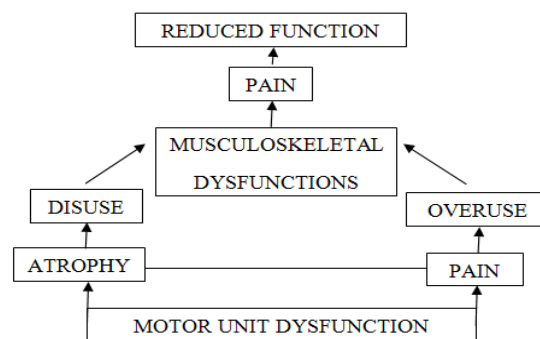 REDUCED FUNCTION
PAIN
MUSCULOSKELETAL
DYSFUNCTIONS
DISUSE
OVERUSE
ATROPHY
PAIN
MOTOR UNIT DYSFUNCTION